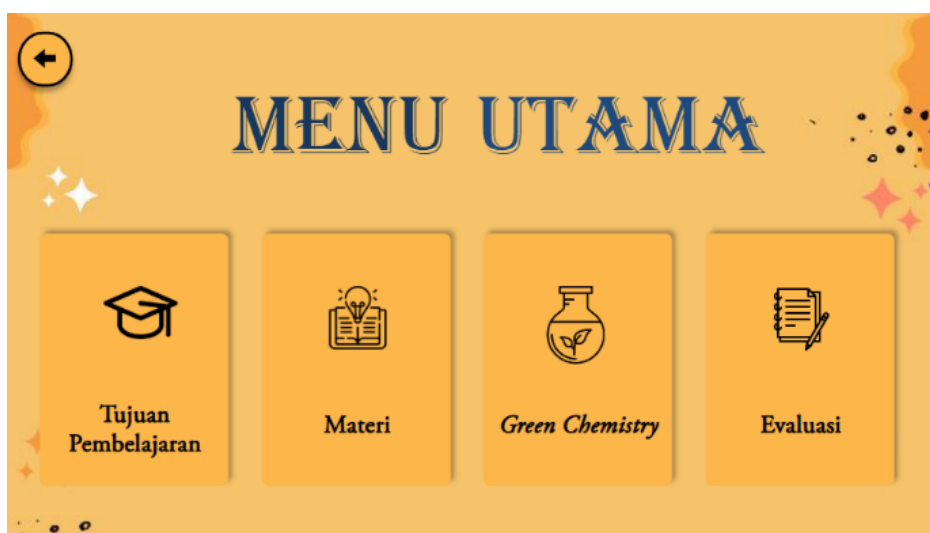 MENU UTAMA
Tujuan
Pembelajaran
Materi
Green Chemistry
Evaluasi